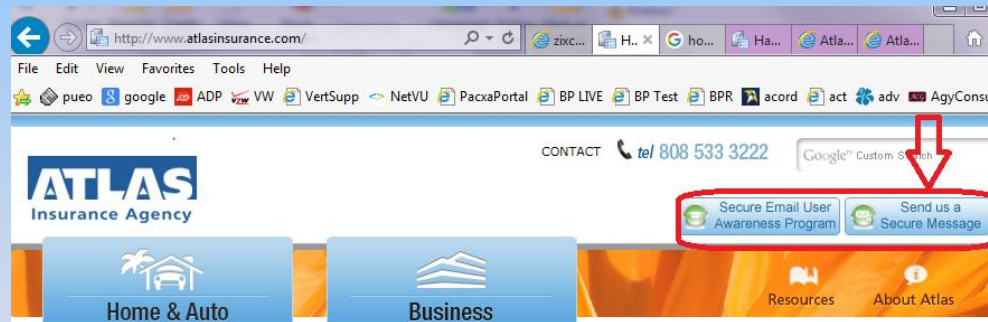 http://www.atlasinsurance.com/
zixc... H.. × ho... Ha... Atla... Atla...
File Edit View Favorites Tools Help
pueo google ADP VW VertSupp NetVU PacxaPortal BP LIVE BP Test BPR acord act adv AgyConsu
CONTACT tel 808 533 3222 Google™ Custom Search
ATLAS
Insurance Agency
Secure Email User
Awareness Program
Send us a
Secure Message
Home & Auto
Business
Resources
About Atlas